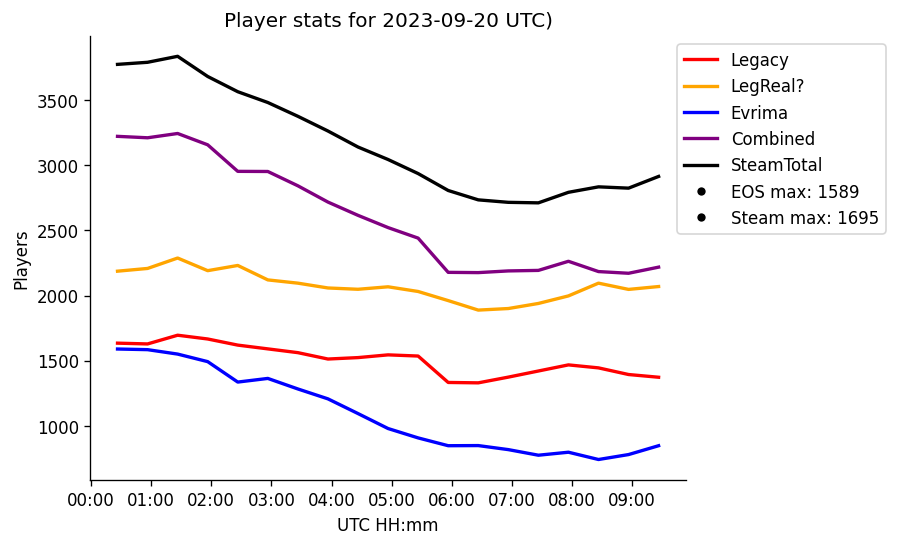 Player stats for 2023-09-20 UTC)
Legacy
LegReal?
Evrima
Combined
SteamTotal
EOS max: 1589
Steam max: 1695
Players
3500
3000
2500
2000
1500
1000
00:00 01:00 02:00 03:00 04:00 05:00 06:00 07:00 08:00 09:00
UTC HH:mm